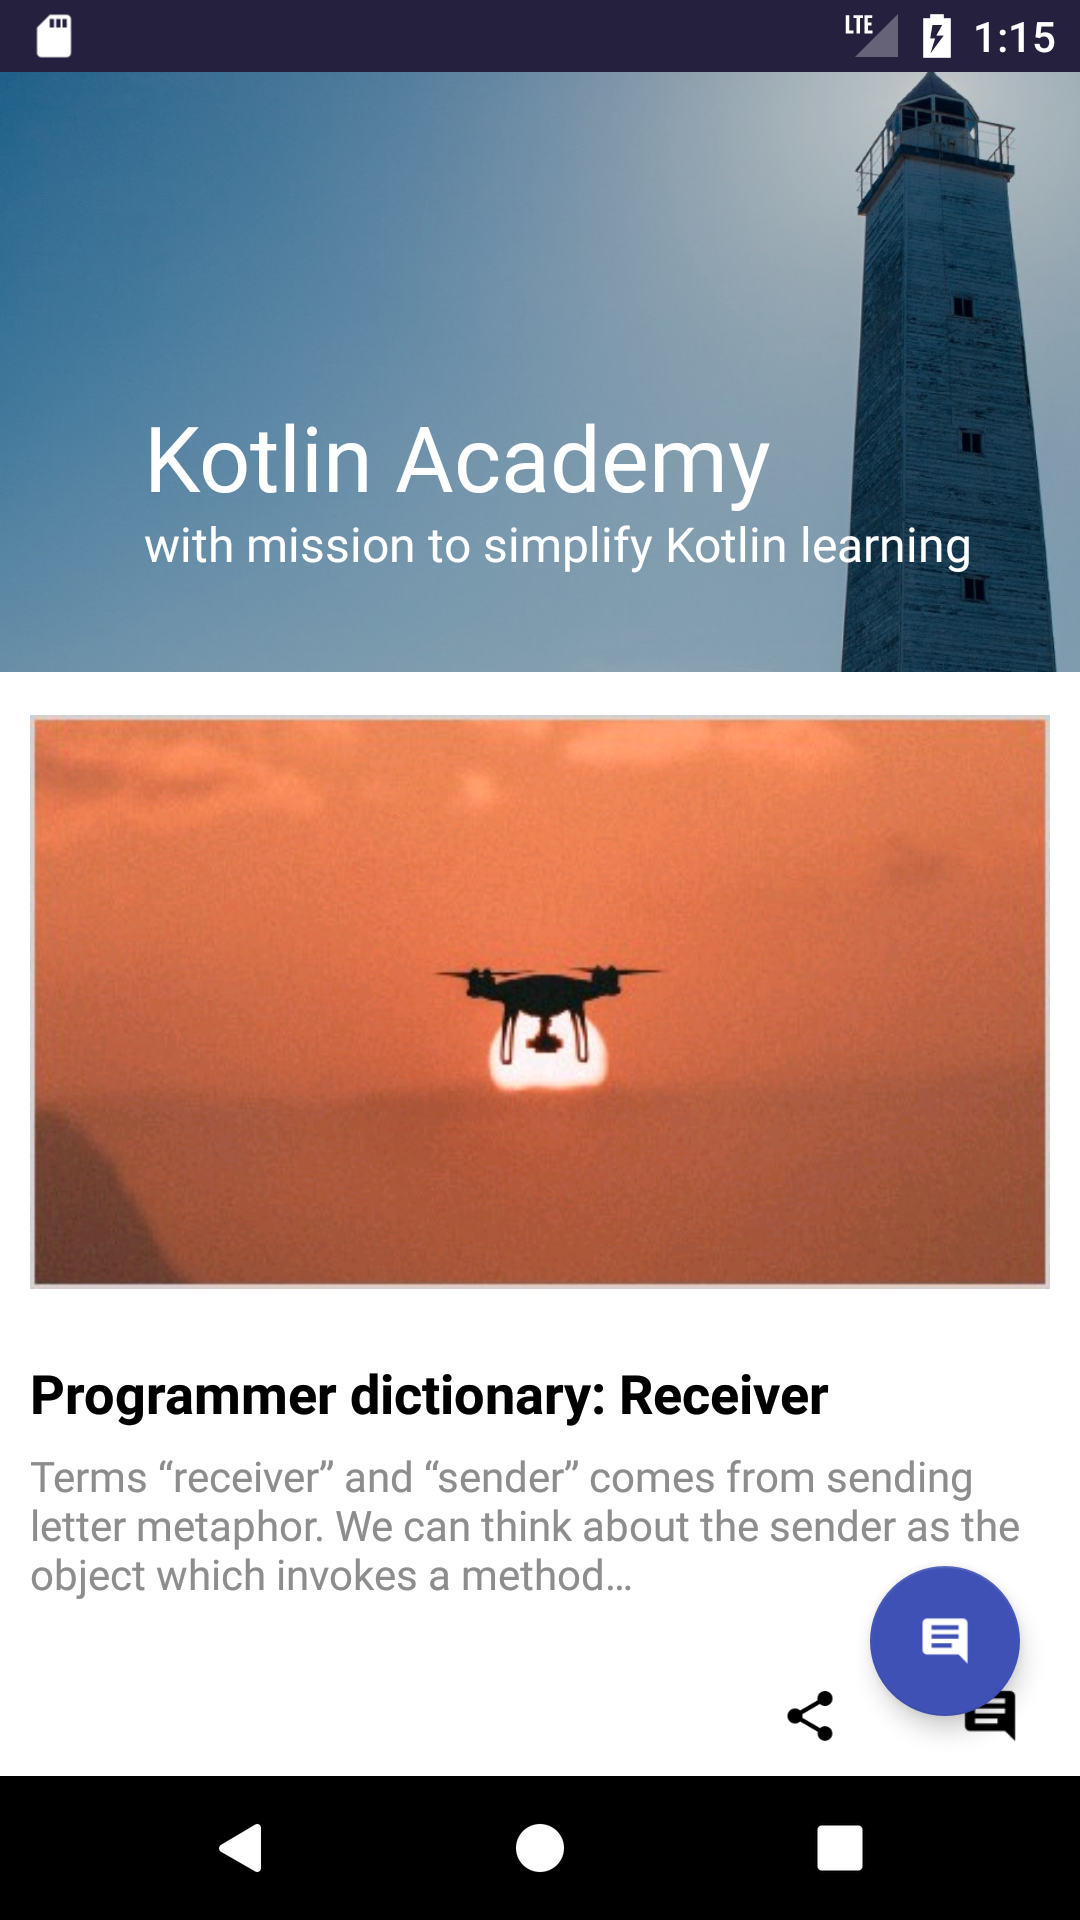 LTE 1:15
Kotlin Academy
with mission to simplify Kotlin learning
Programmer dictionary: Receiver
Terms “receiver” and “sender” comes from sending
letter metaphor. We can think about the sender as the
object which invokes a method…